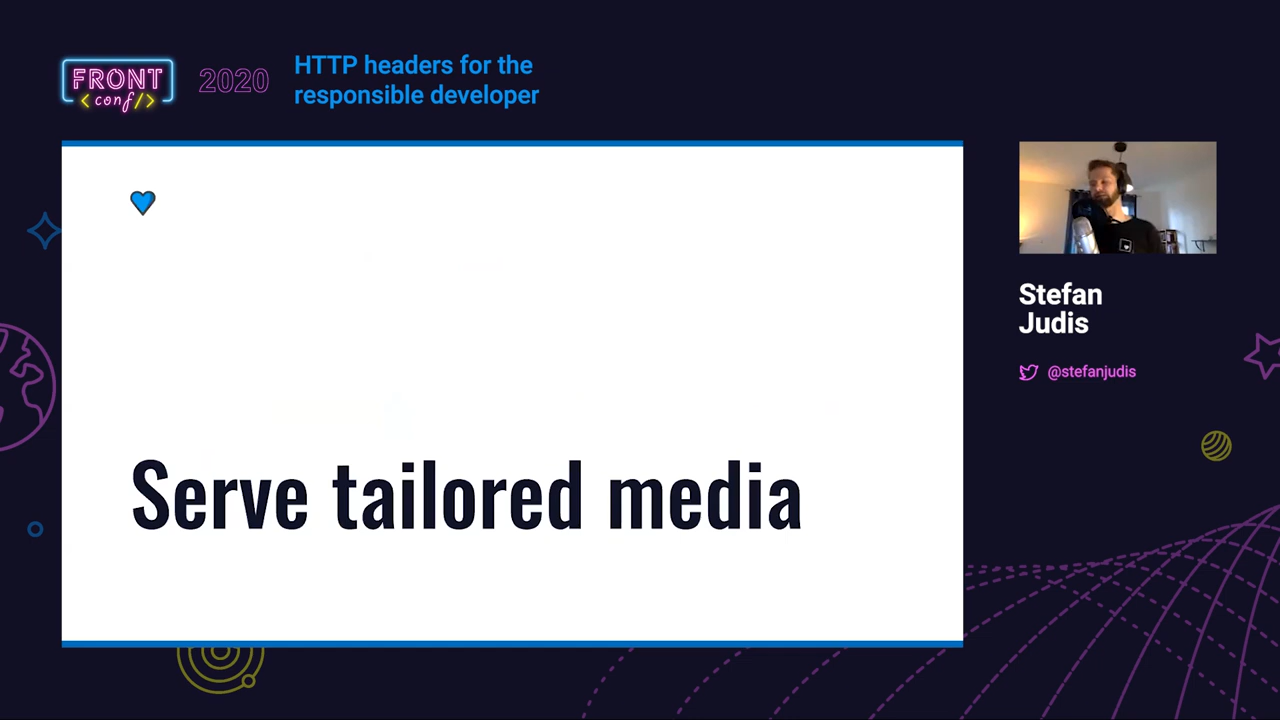 FRONT
<conf/>
2020
HTTP headers for the
responsible developer
Serve tailored media
Stefan
Judis
@stefanjudis